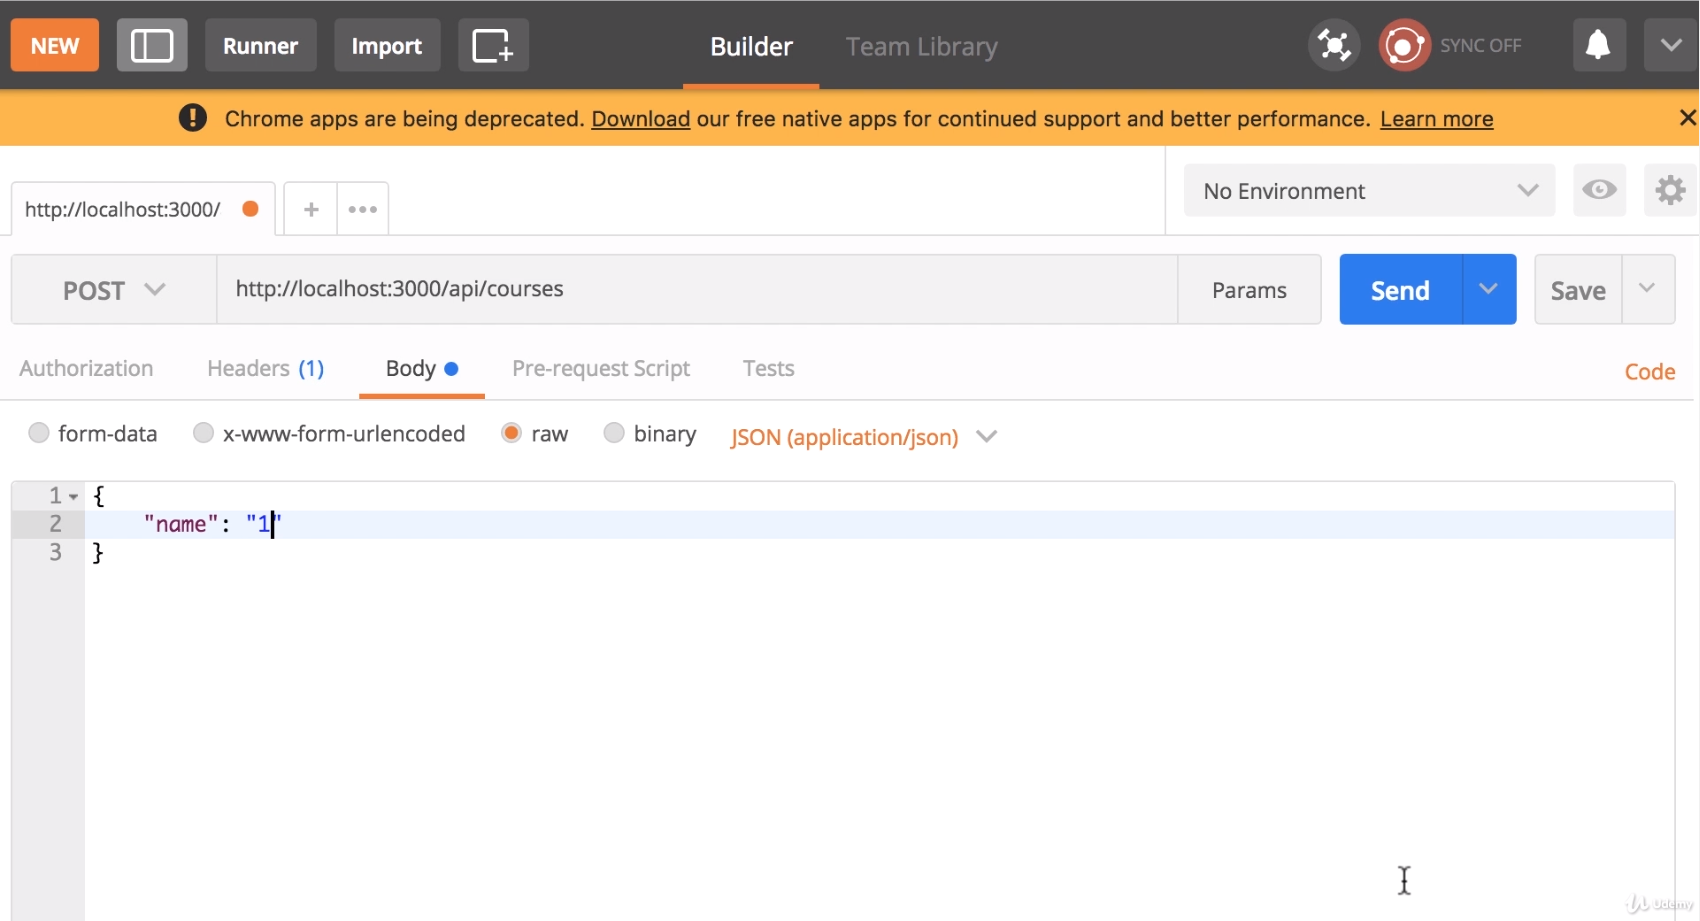 NEW Runner Import Builder Team Library SYNC OFF
Chrome apps are being deprecated. Download our free native apps for continued support and better performance. Learn more
http://localhost:3000/ + No Environment
POST http://localhost:3000/api/courses Params Send Save
Authorization Headers (1) Body Pre-request Script Tests Code
form-data x-www-form-urlencoded raw binary JSON (application/json)
1 {
2 "name": "1"
3 }
Udemy